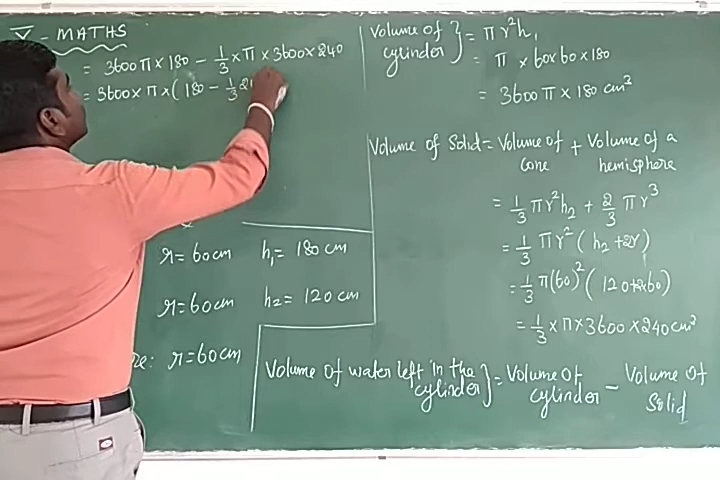 V - MATHS
= 3600 π × 180 - 1/3 × π × 3600 × 240
= 3600 × π × ( 180 - 1/3 2
r = 60 cm h₁ = 180 cm
r = 60 cm h₂ = 120 cm
r = 60 cm
Volume of cylinder } = π r² h₁
= π × 60 × 60 × 180
= 3600 π × 180 cm³
Volume of Solid = Volume of cone + Volume of a hemisphere
= 1/3 π r² h₂ + 2/3 π r³
= 1/3 π r² ( h₂ + 2r )
= 1/3 π (60)² ( 120 + 2×60 )
= 1/3 × π × 3600 × 240 cm³
Volume of water left in the cylinder } = Volume of cylinder - Volume of Solid